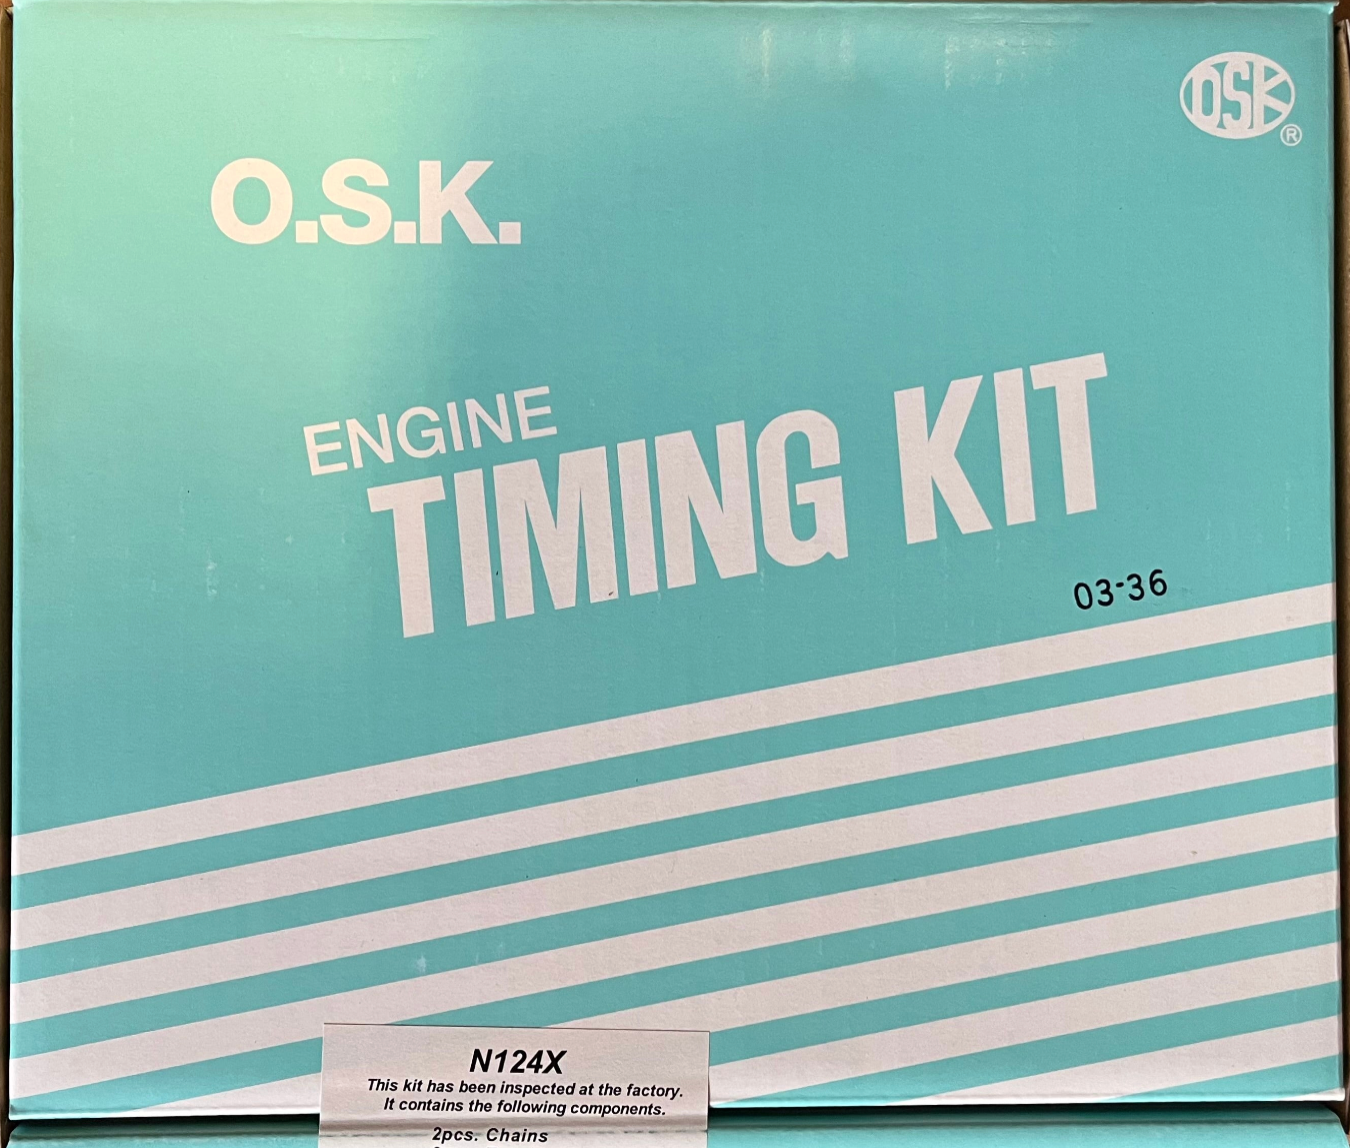 OSK
®
O.S.K.
ENGINE
TIMING KIT
03-36
N124X
This kit has been inspected at the factory.
It contains the following components.
2pcs. Chains